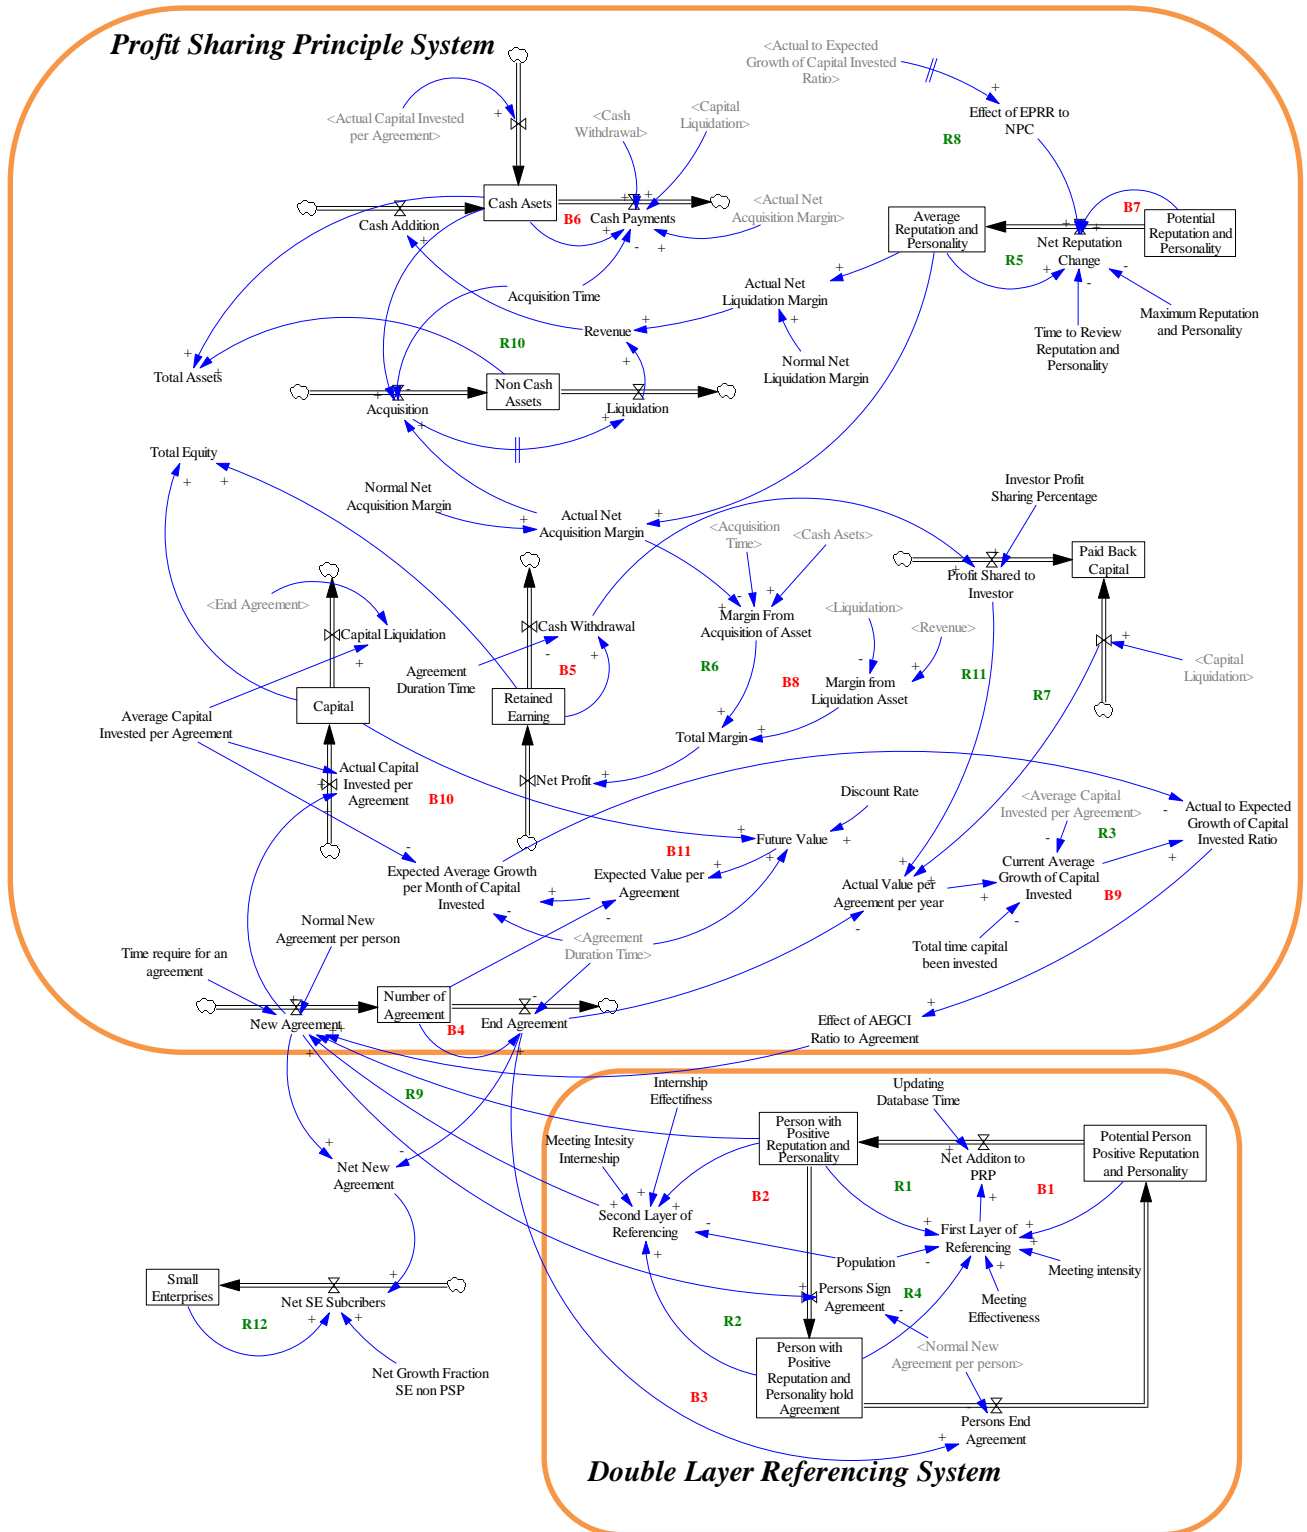 Profit Sharing Principle System
<Actual to Expected
Growth of Capital Invested
Ratio>
<Actual Capital Invested
per Agreement>
<Cash
Withdrawal>
<Capital
Liquidation>
Effect of EPRR to
NPC
R8
Cash Asets
B6
Cash Addition
Cash Payments
<Actual Net
Acquisition Margin>
Average
Reputation and
Personality
B7
Potential
Reputation and
Personality
R5
Net Reputation
Change
Acquisition Time
Actual Net
Liquidation Margin
Maximum Reputation
and Personality
Revenue
R10
Time to Review
Reputation and
Personality
Normal Net
Liquidation Margin
Total Assets
Non Cash
Assets
Acquisition
Liquidation
Total Equity
Normal Net
Acquisition Margin
Actual Net
Acquisition Margin
Investor Profit
Sharing Percentage
<Acquisition
Time>
<Cash Asets>
Paid Back
Capital
Profit Shared to
Investor
<End Agreement>
Capital Liquidation
Cash Withdrawal
Margin From
Acquisition of Asset
<Liquidation>
<Revenue>
Agreement
Duration Time
B5
R6
B8
Margin from
Liquidation Asset
R11
R7
<Capital
Liquidation>
Capital
Retained
Earning
Average Capital
Invested per Agreement
Total Margin
Actual Capital
Invested per
Agreement
B10
Net Profit
Discount Rate
<Average Capital
Invested per Agreement>
Actual to Expected
Growth of Capital
Invested Ratio
R3
Future Value
B11
Expected Average Growth
per Month of Capital
Invested
Expected Value per
Agreement
Actual Value per
Agreement per year
Current Average
Growth of Capital
Invested
B9
Normal New
Agreement per person
<Agreement
Duration Time>
Total time capital
been invested
Time require for an
agreement
Number of
Agreement
New Agreement
B4
End Agreement
Effect of AEGCI
Ratio to Agreement
R9
Internship
Effectifness
Updating
Database Time
Meeting Intesity
Interneship
Person with
Positive
Reputation and
Personality
Net Additon to
PRP
Potential Person
Positive Reputation
and Personality
Net New
Agreement
B2
R1
B1
Second Layer of
Referencing
First Layer of
Referencing
Population
Meeting intensity
Small
Enterprises
Net SE Subcribers
R12
Persons Sign
Agreement
R4
Meeting
Effectiveness
R2
Person with
Positive
Reputation and
Personality hold
Agreement
<Normal New
Agreement per person>
Net Growth Fraction
SE non PSP
B3
Persons End
Agreement
Double Layer Referencing System